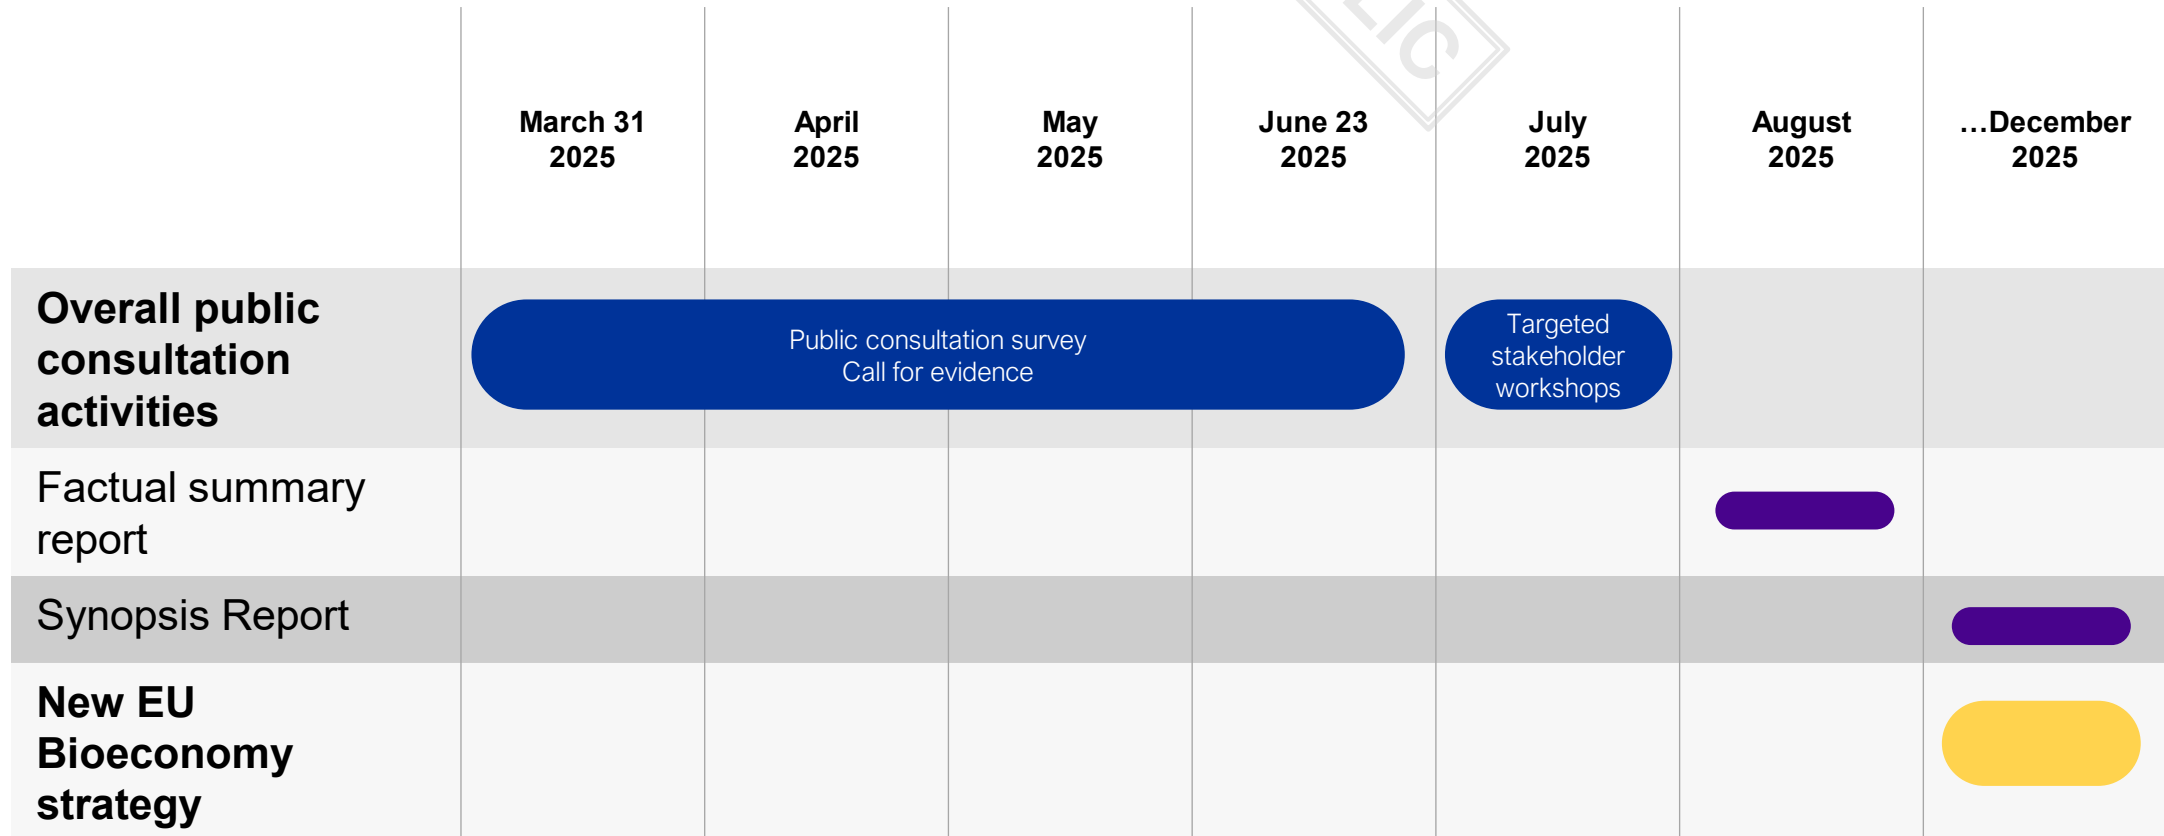 LIC
March 31
2025
April
2025
May
2025
June 23
2025
July
2025
August
2025
…December
2025
Overall public
consultation
activities
Public consultation survey
Call for evidence
Targeted
stakeholder
workshops
Factual summary
report
Synopsis Report
New EU
Bioeconomy
strategy